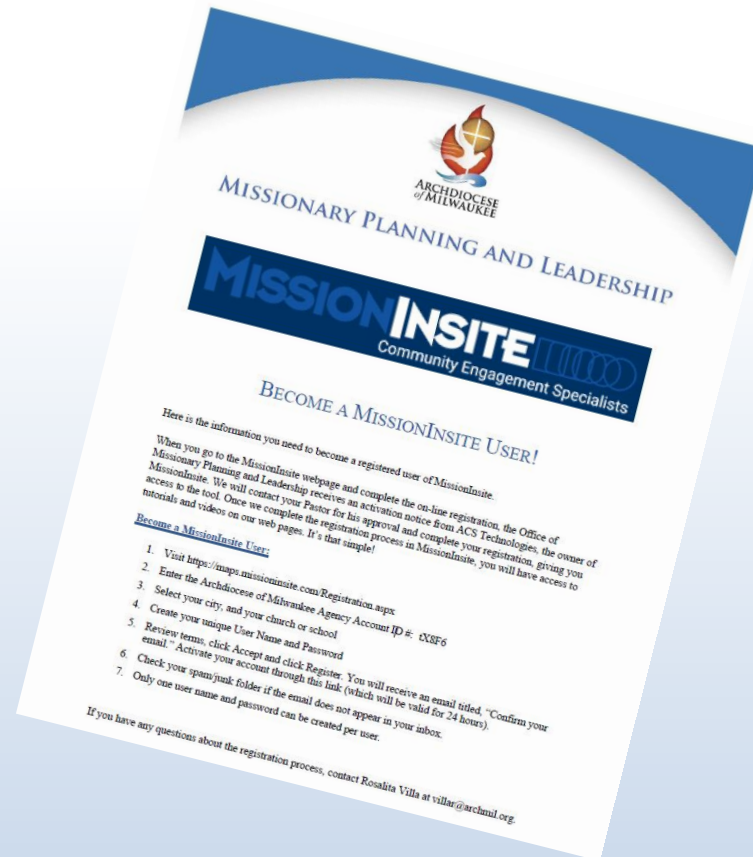 ARCHDIOCESE
of MILWAUKEE
MISSIONARY PLANNING AND LEADERSHIP
MISSIONINSITE
Community Engagement Specialists
BECOME A MISSIONINSITE USER!
Here is the information you need to become a registered user of MissionInsite.
When you go to the MissionInsite webpage and complete the on-line registration, the Office of
Missionary Planning and Leadership receives an activation notice from ACS Technologies, the owner of
MissionInsite. We will contact your Pastor for his approval and complete your registration, giving you
access to the tool. Once we complete the registration process in MissionInsite, you will have access to
tutorials and videos on our web pages. It's that simple!
Become a MissionInsite User:
1. Visit https://maps.missioninsite.com/Registration.aspx
2. Enter the Archdiocese of Milwaukee Agency Account ID #: tX8F6
3. Select your city, and your church or school
4. Create your unique User Name and Password
5. Review terms, click Accept and click Register. You will receive an email titled, "Confirm your
email." Activate your account through this link (which will be valid for 24 hours).
6. Check your spam/junk folder if the email does not appear in your inbox.
7. Only one user name and password can be created per user.
If you have any questions about the registration process, contact Rosalita Villa at villar@archmil.org.